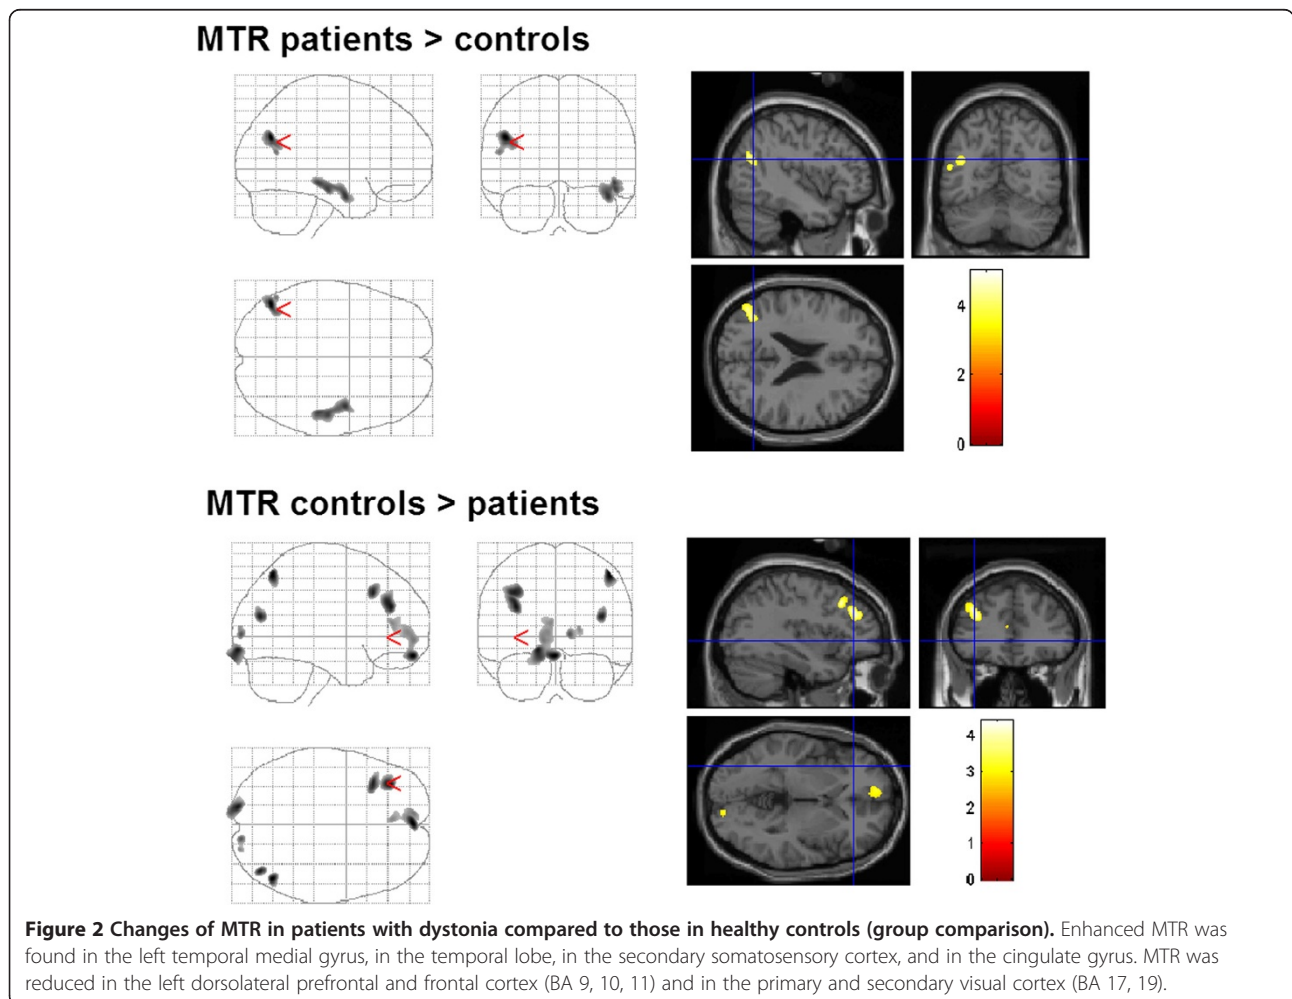 MTR patients > controls
<
<
<
4
2
0
MTR controls > patients
<
<
<
4
3
2
1
0
Figure 2 Changes of MTR in patients with dystonia compared to those in healthy controls (group comparison). Enhanced MTR was
found in the left temporal medial gyrus, in the temporal lobe, in the secondary somatosensory cortex, and in the cingulate gyrus. MTR was
reduced in the left dorsolateral prefrontal and frontal cortex (BA 9, 10, 11) and in the primary and secondary visual cortex (BA 17, 19).